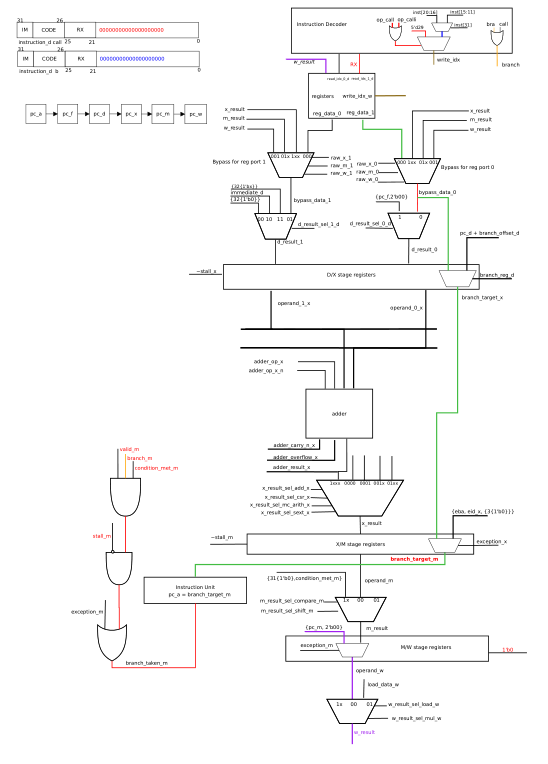 31 26
IM CODE RX 0000000000000000
instruction_d call 25 21 0
31 26
IM CODE RX 0000000000000000
instruction_d b 25 21 0
pc_a pc_f pc_d pc_x pc_m pc_w
Instruction Decoder
op_call op_calli
5'd29
inst[20:16]
inst[15:11]
inst[31]
bra call
write_idx
branch
w_result
RX
read_idx_0_d read_idx_1_d
registers
write_idx_w
reg_data_0
reg_data_1
x_result
m_result
w_result
001 01x 1xx 000
Bypass for reg port 1
raw_x_1
raw_m_1
raw_w_1
x_result
m_result
w_result
000 1xx 01x 001
Bypass for reg port 0
raw_x_0
raw_m_0
raw_w_0
{32{1'bx}}
immediate_d
{32{1'b0}}
bypass_data_1
00 10 11 01
d_result_sel_1_d
d_result_1
{pc_f,2'b00}
bypass_data_0
1 0
d_result_sel_0_d
d_result_0
pc_d + branch_offset_d
~stall_x
D/X stage registers
branch_reg_d
branch_target_x
operand_1_x
operand_0_x
adder_op_x
adder_op_x_n
adder
adder_carry_n_x
adder_overflow_x
adder_result_x
1xxx 0000 0001 001x 01xx
x_result_sel_add_x
x_result_sel_csr_x
x_result_sel_mc_arith_x
x_result_sel_sext_x
x_result
{eba, eid_x, {3{1'b0}}}
~stall_m
X/M stage registers
exception_x
branch_target_m
valid_m
branch_m
condition_met_m
stall_m
exception_m
branch_taken_m
Instruction Unit
pc_a = branch_target_m
{31{1'b0},condition_met_m}
operand_m
1x 00 01
m_result_sel_compare_m
m_result_sel_shift_m
{pc_m, 2'b00}
m_result
exception_m
M/W stage registers
1'b0
operand_w
load_data_w
1x 00 01
w_result_sel_load_w
w_result_sel_mul_w
w_result